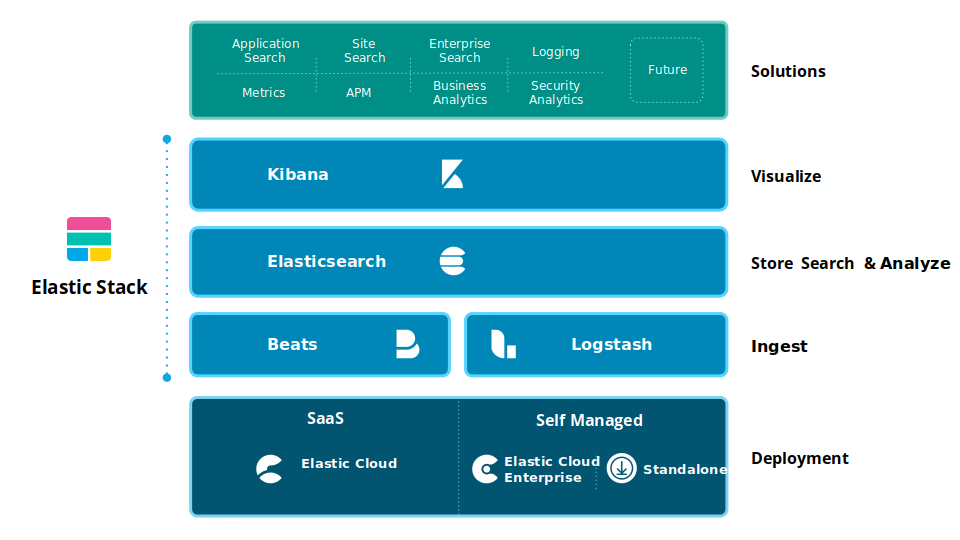 Application
Search
Site
Search
Enterprise
Search
Logging
Metrics
APM
Business
Analytics
Security
Analytics
Future
Solutions
Kibana
Visualize
Elastic Stack
Elasticsearch
Store Search & Analyze
Beats
Logstash
Ingest
SaaS
Elastic Cloud
Self Managed
Elastic Cloud
Enterprise
Standalone
Deployment